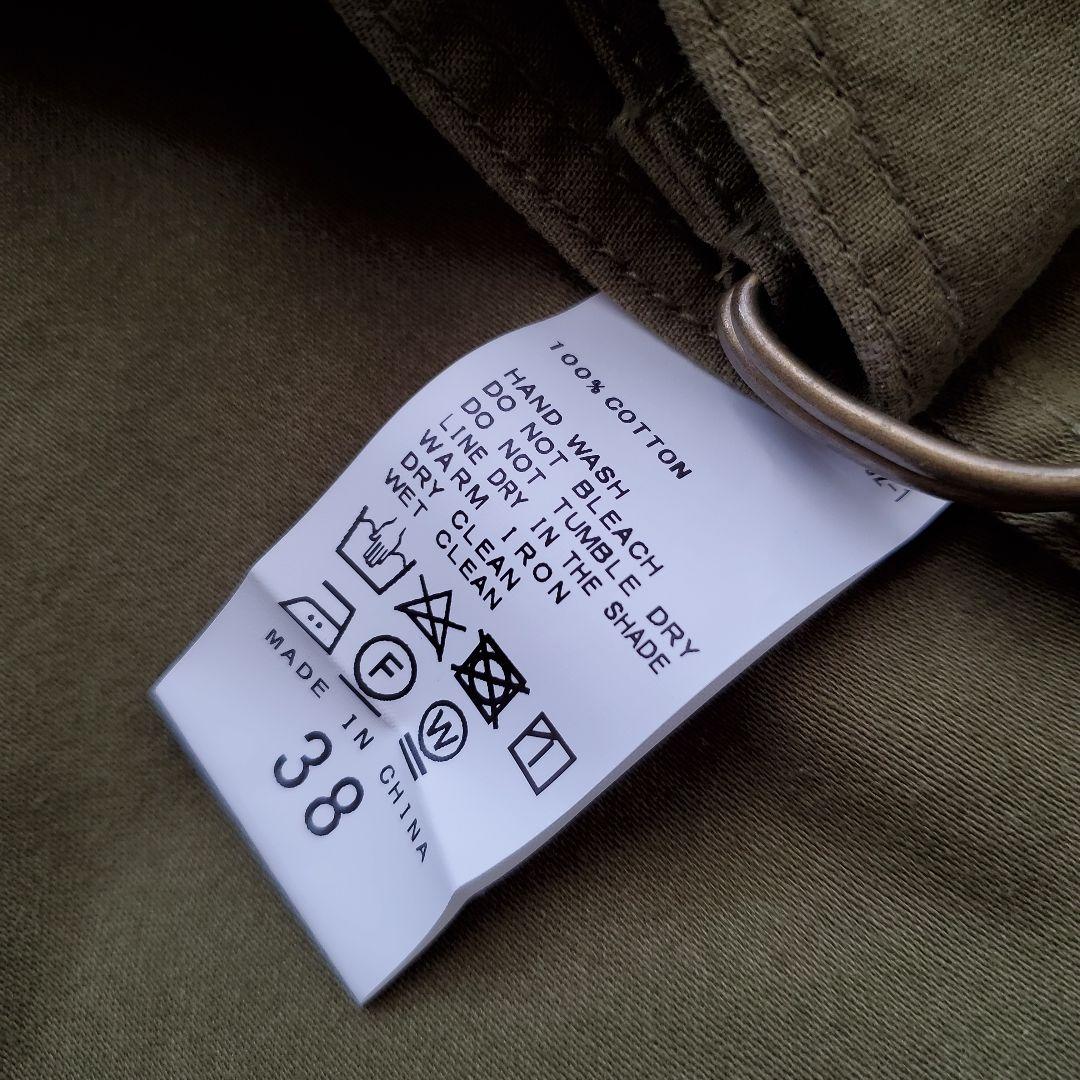 100% COTTON
HAND WASH
DO NOT BLEACH
DO NOT TUMBLE DRY
LINE DRY IN THE SHADE
WARM IRON
DRY CLEAN
WET CLEAN
F
W
MADE IN CHINA
38